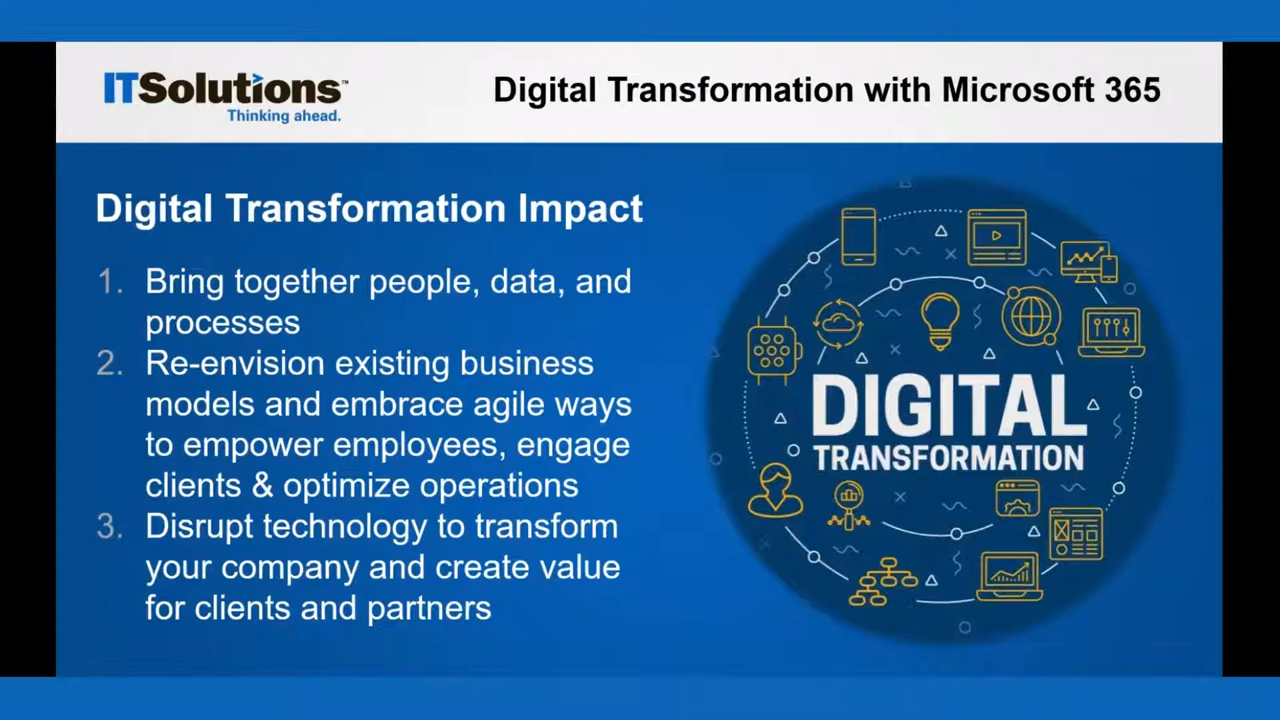 ITSolutions™
Thinking ahead.
Digital Transformation with Microsoft 365
Digital Transformation Impact
1. Bring together people, data, and
processes
2. Re-envision existing business
models and embrace agile ways
to empower employees, engage
clients & optimize operations
3. Disrupt technology to transform
your company and create value
for clients and partners
DIGITAL
TRANSFORMATION